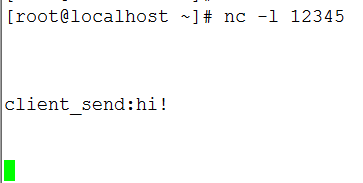 [root@localhost ~]# nc -l 12345
client_send:hi!